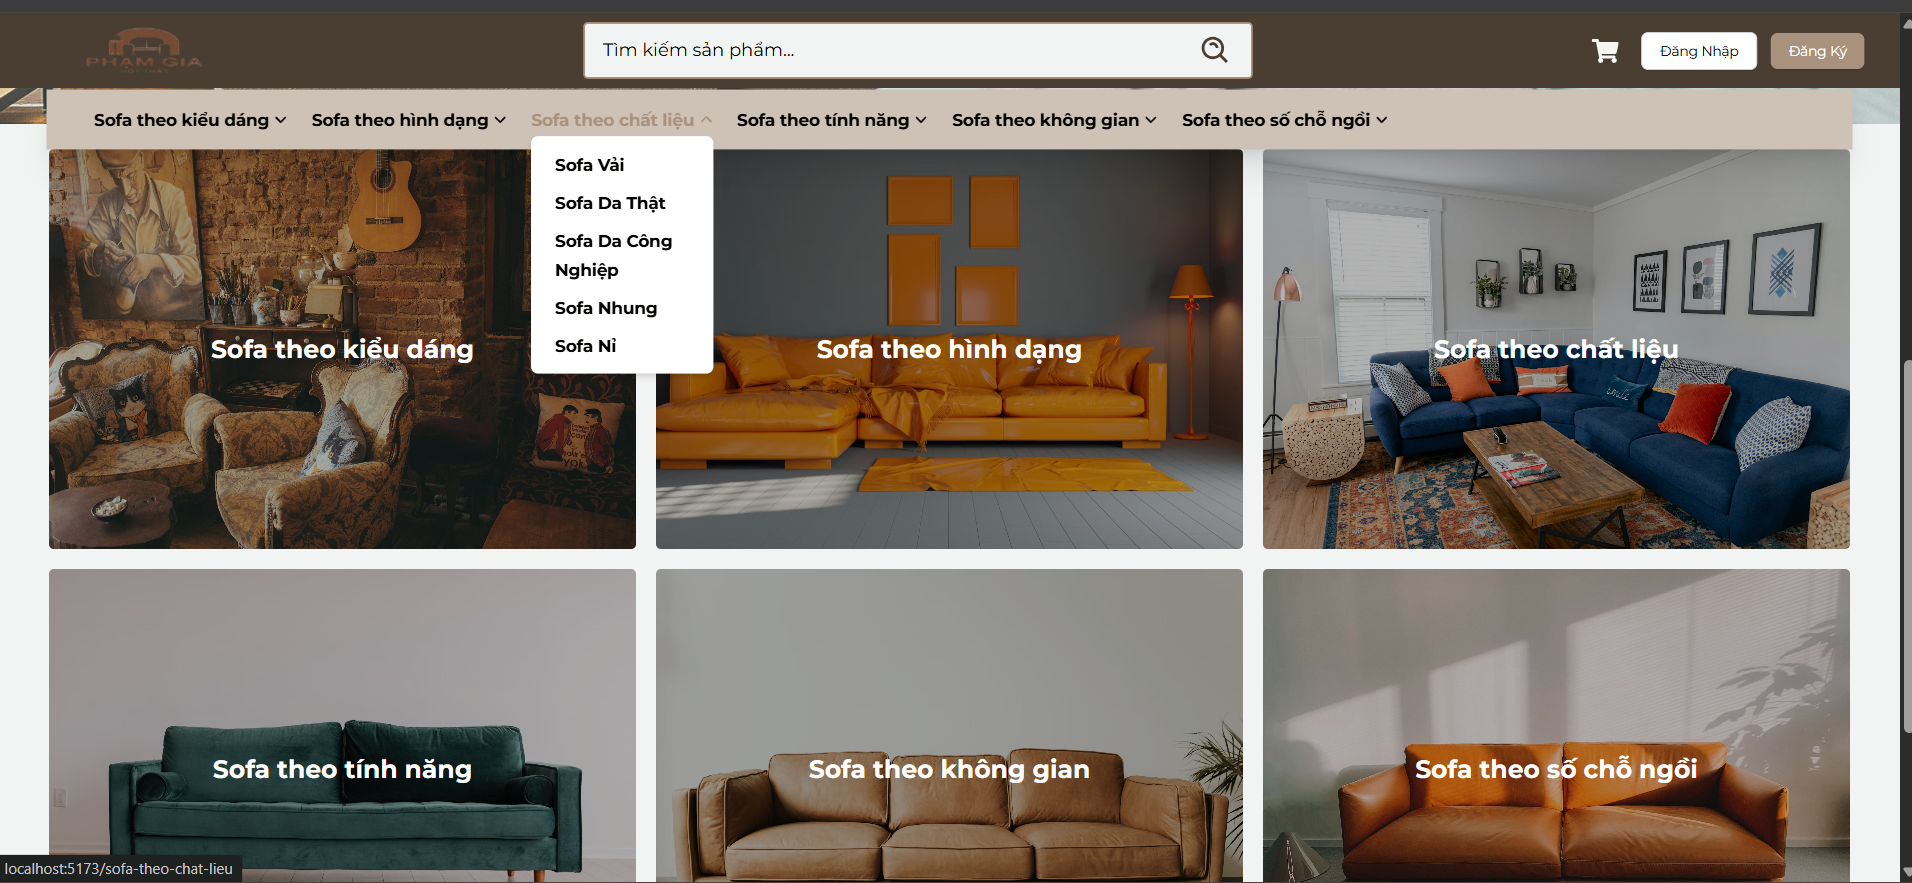 PHẠM GIA
Tìm kiếm sản phẩm...
Đăng Nhập
Đăng Ký
Sofa theo kiểu dáng
Sofa theo hình dạng
Sofa theo chất liệu
Sofa theo tính năng
Sofa theo không gian
Sofa theo số chỗ ngồi
Sofa Vải
Sofa Da Thật
Sofa Da Công
Nghiệp
Sofa Nhung
Sofa Nỉ
Sofa theo kiểu dáng
Sofa theo hình dạng
Sofa theo chất liệu
Sofa theo tính năng
Sofa theo không gian
Sofa theo số chỗ ngồi
localhost:5173/sofa-theo-chat-lieu